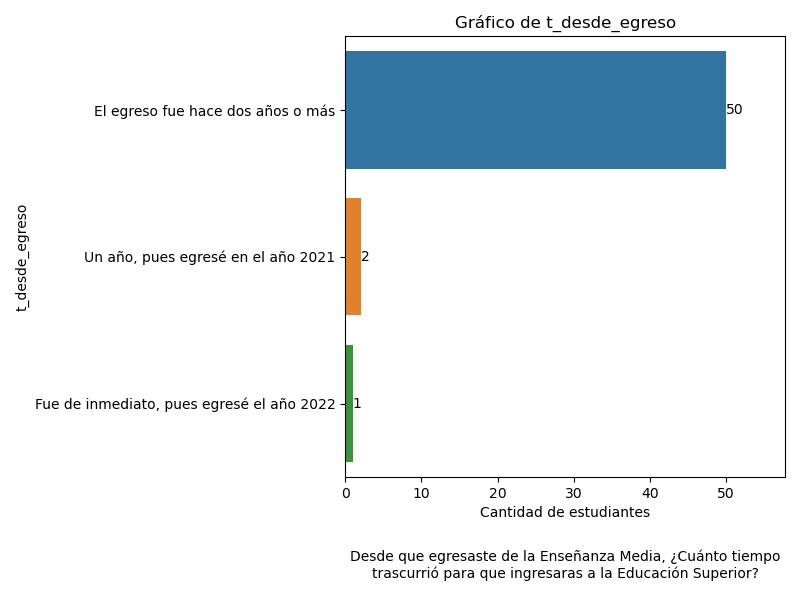 Gráfico de t_desde_egreso
t_desde_egreso
El egreso fue hace dos años o más
50
Un año, pues egresé en el año 2021
2
Fue de inmediato, pues egresé el año 2022
1
0 10 20 30 40 50
Cantidad de estudiantes
Desde que egresaste de la Enseñanza Media, ¿Cuánto tiempo
trascurrió para que ingresaras a la Educación Superior?